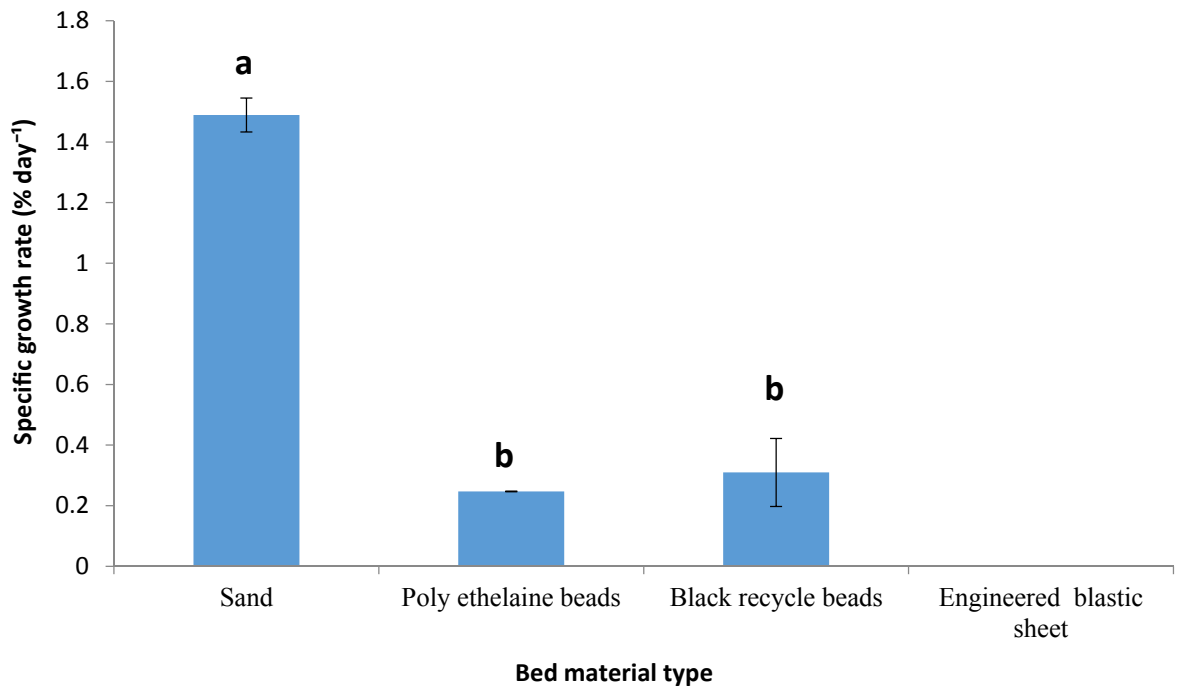 Specific growth rate (% day⁻¹)
1.8
1.6
1.4
1.2
1
0.8
0.6
0.4
0.2
0
a
b
b
Sand
Poly ethelaine beads
Black recycle beads
Engineered blastic
sheet
Bed material type